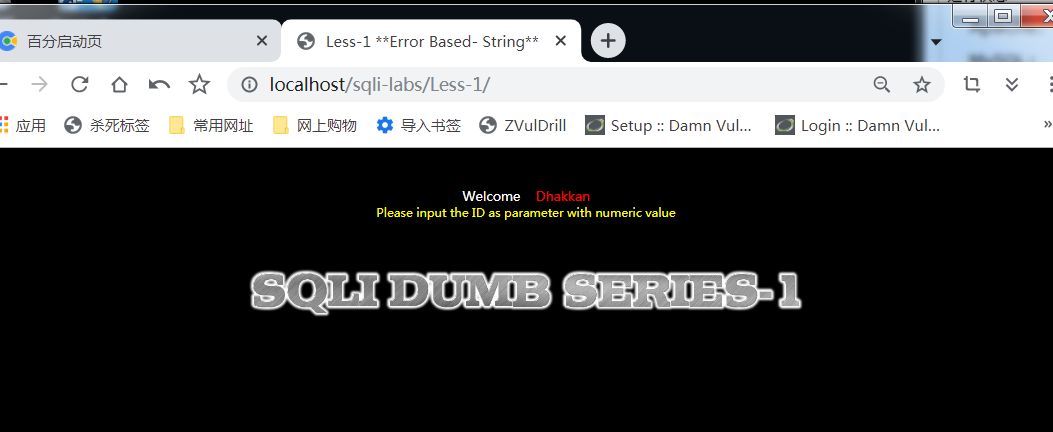 百分启动页
Less-1 **Error Based- String**
localhost/sqli-labs/Less-1/
应用 杀死标签 常用网址 网上购物 导入书签 ZVulDrill Setup :: Damn Vul... Login :: Damn Vul... »
Welcome Dhakkan
Please input the ID as parameter with numeric value
SQLI DUMB SERIES-1